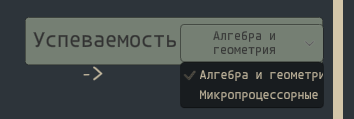 Успеваемость
Алгебра и
геометрия
->
Алгебра и геометри
Микропроцессорные